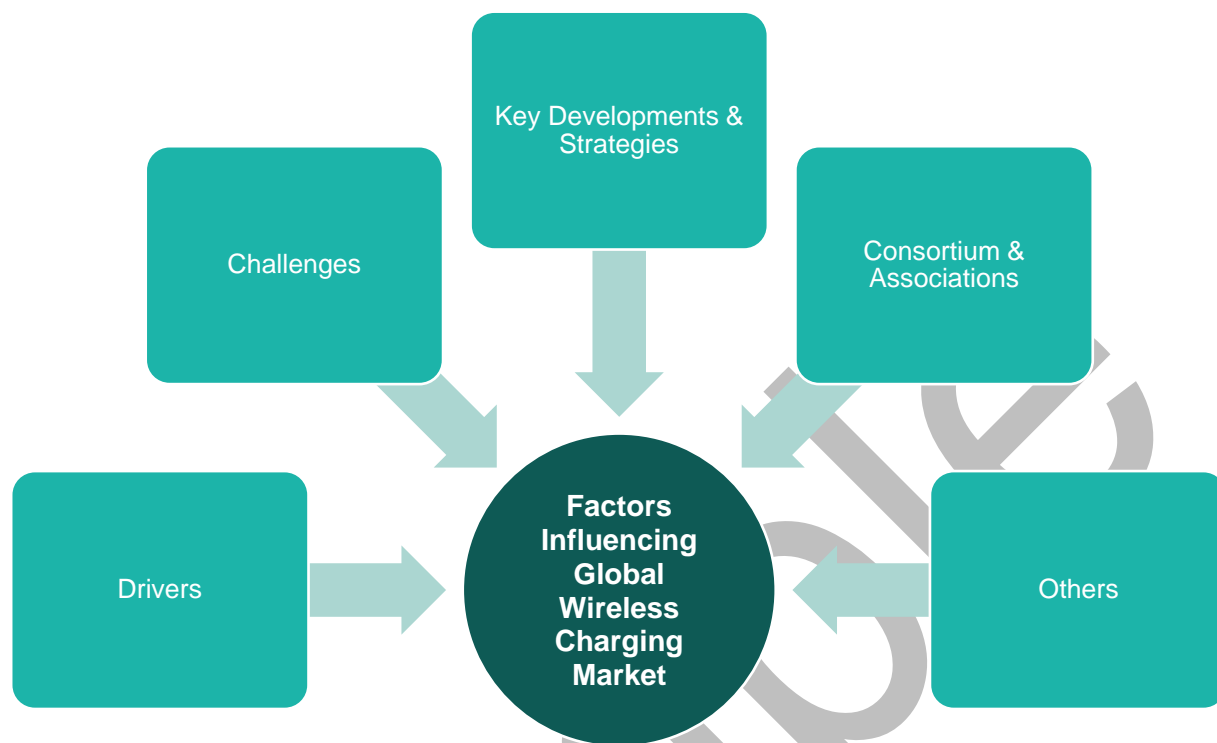 Key Developments &
Strategies
Challenges
Consortium &
Associations
Drivers
Factors
Influencing
Global
Wireless
Charging
Market
Others